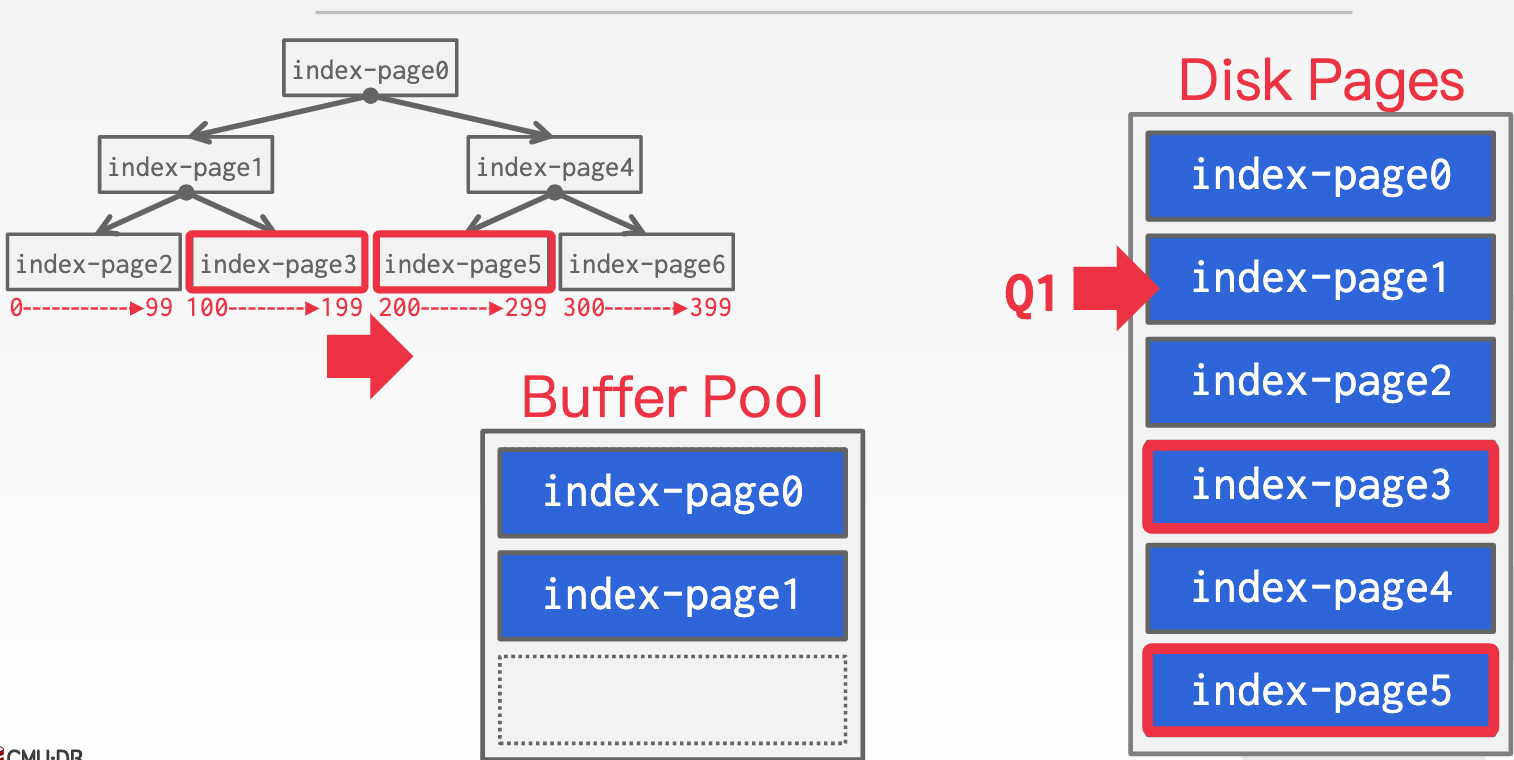 index-page0
index-page1
index-page4
index-page2
index-page3
index-page5
index-page6
0 99
100 199
200 299
300 399
Buffer Pool
index-page0
index-page1
Disk Pages
index-page0
Q1
index-page1
index-page2
index-page3
index-page4
index-page5
CMU·DB